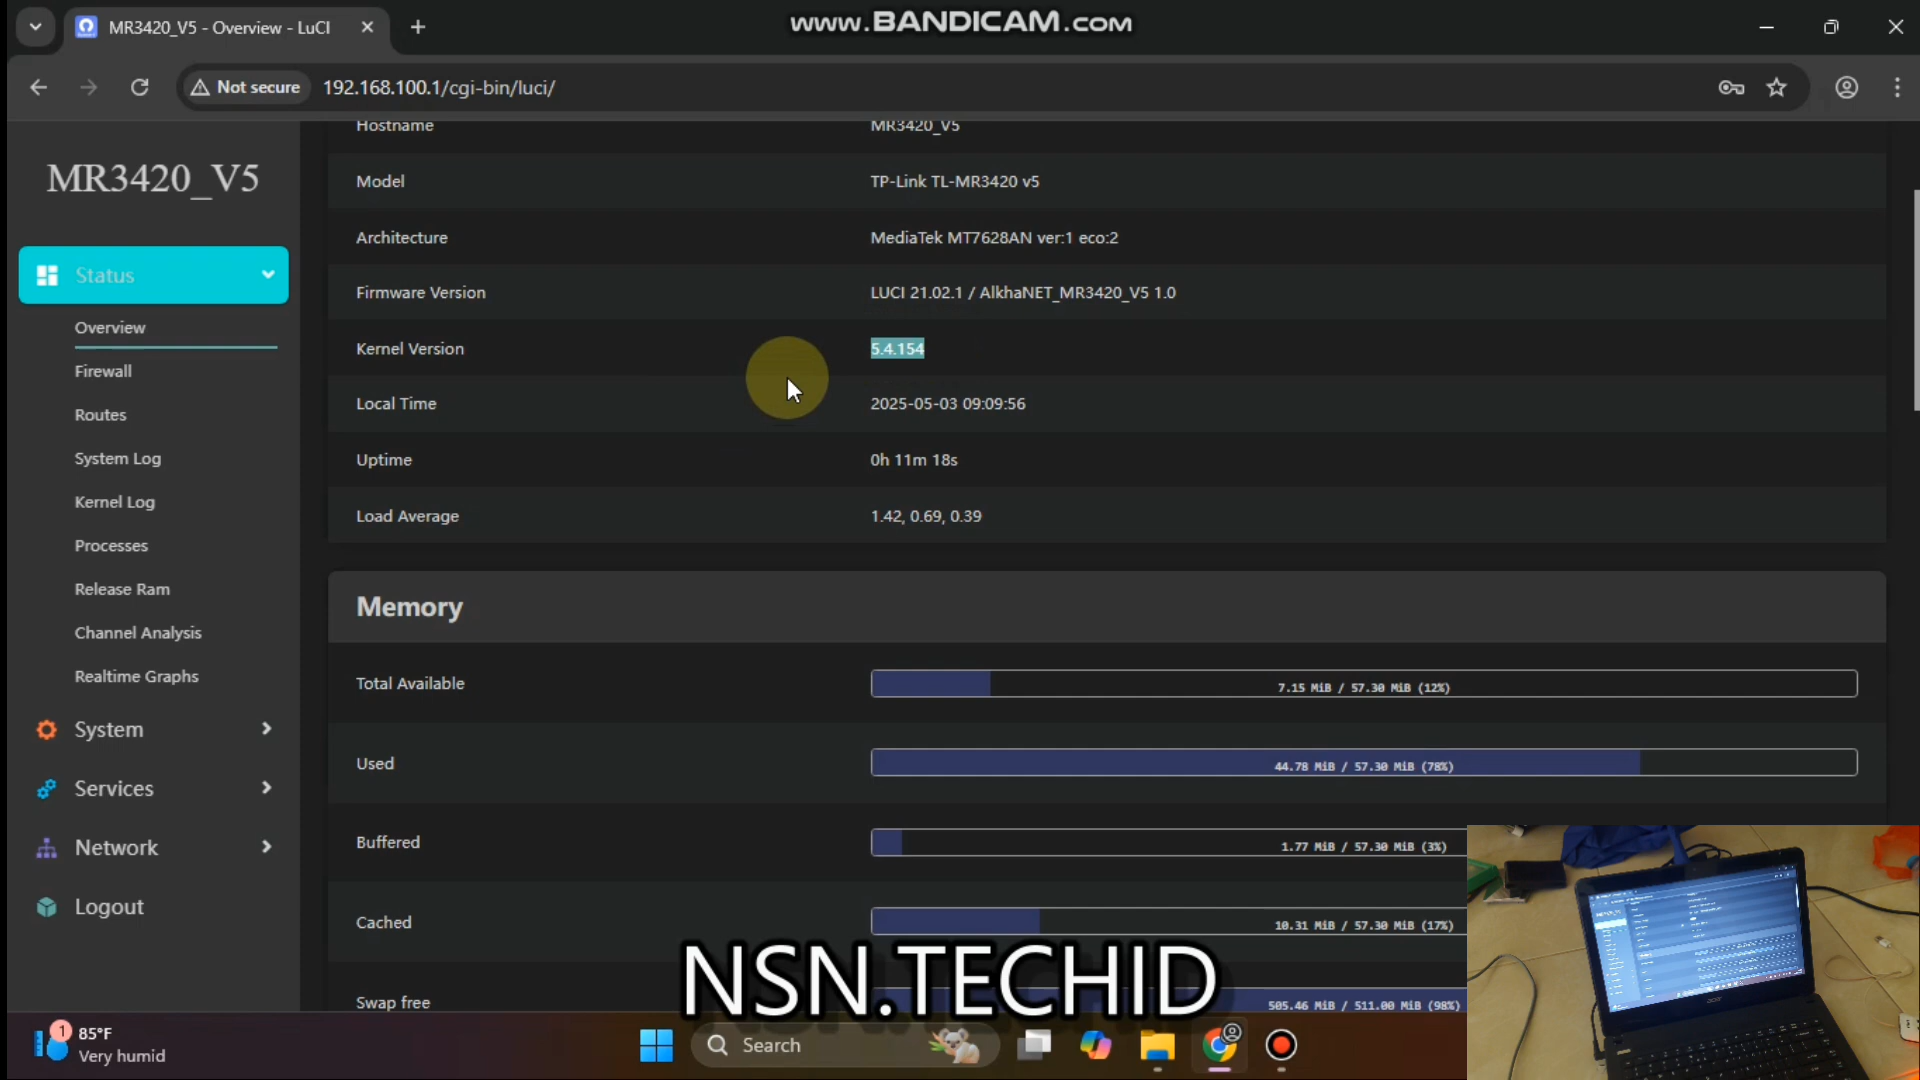 MR3420_V5 - Overview - LuCI
www.BANDICAM.com
Not secure
192.168.100.1/cgi-bin/luci/
MR3420_V5
Status
Overview
Firewall
Routes
System Log
Kernel Log
Processes
Release Ram
Channel Analysis
Realtime Graphs
System
Services
Network
Logout
Hostname MR3420_V5
Model TP-Link TL-MR3420 v5
Architecture MediaTek MT7628AN ver:1 eco:2
Firmware Version LUCI 21.02.1 / AlkhaNET_MR3420_V5 1.0
Kernel Version 5.4.154
Local Time 2025-05-03 09:09:56
Uptime 0h 11m 18s
Load Average 1.42, 0.69, 0.39
Memory
Total Available 7.15 MiB / 57.30 MiB (12%)
Used 44.78 MiB / 57.30 MiB (78%)
Buffered 1.77 MiB / 57.30 MiB (3%)
Cached 10.31 MiB / 57.30 MiB (17%)
Swap free 505.46 MiB / 511.00 MiB (98%)
NSN.TECHID
1
85°F
Very humid
Search